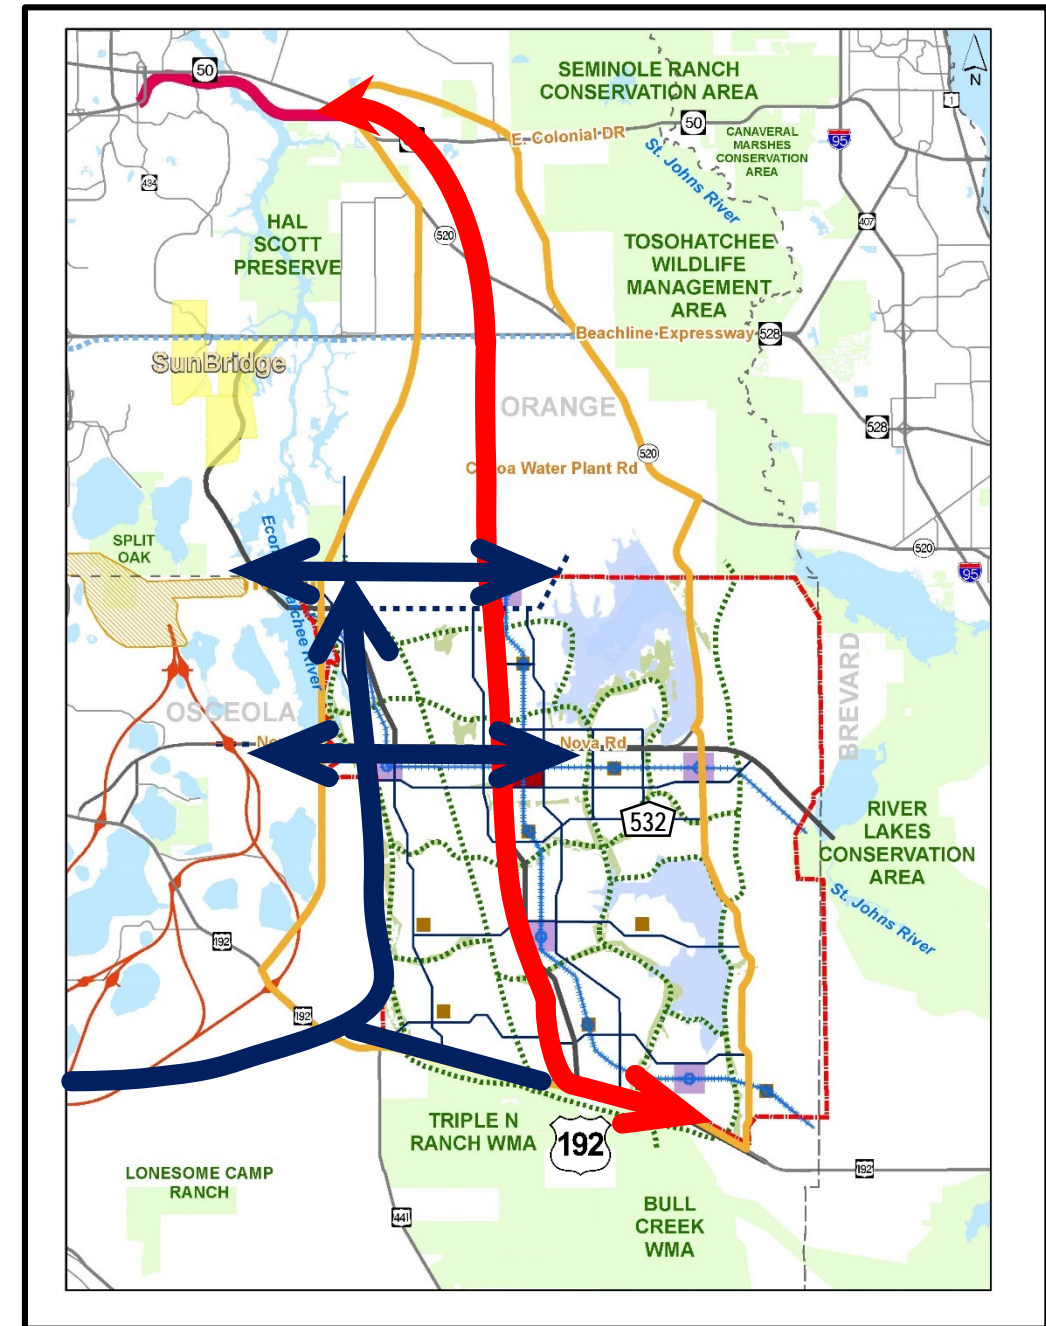 50
SEMINOLE RANCH
CONSERVATION AREA
N
1
E. Colonial DR
50
CANAVERAL
MARSHES
CONSERVATION
AREA
95
St. Johns River
434
407
HAL
SCOTT
PRESERVE
520
TOSOHATCHEE
WILDLIFE
MANAGEMENT
AREA
Beachline Expressway
528
SunBridge
ORANGE
528
520
Water Plant Rd
SPLIT
OAK
520
95
River
OSCEOLA
BREVARD
Nova Rd
532
RIVER
LAKES
CONSERVATION
AREA
St. Johns River
192
192
TRIPLE N
RANCH WMA
192
LONESOME CAMP
RANCH
192
441
BULL
CREEK
WMA